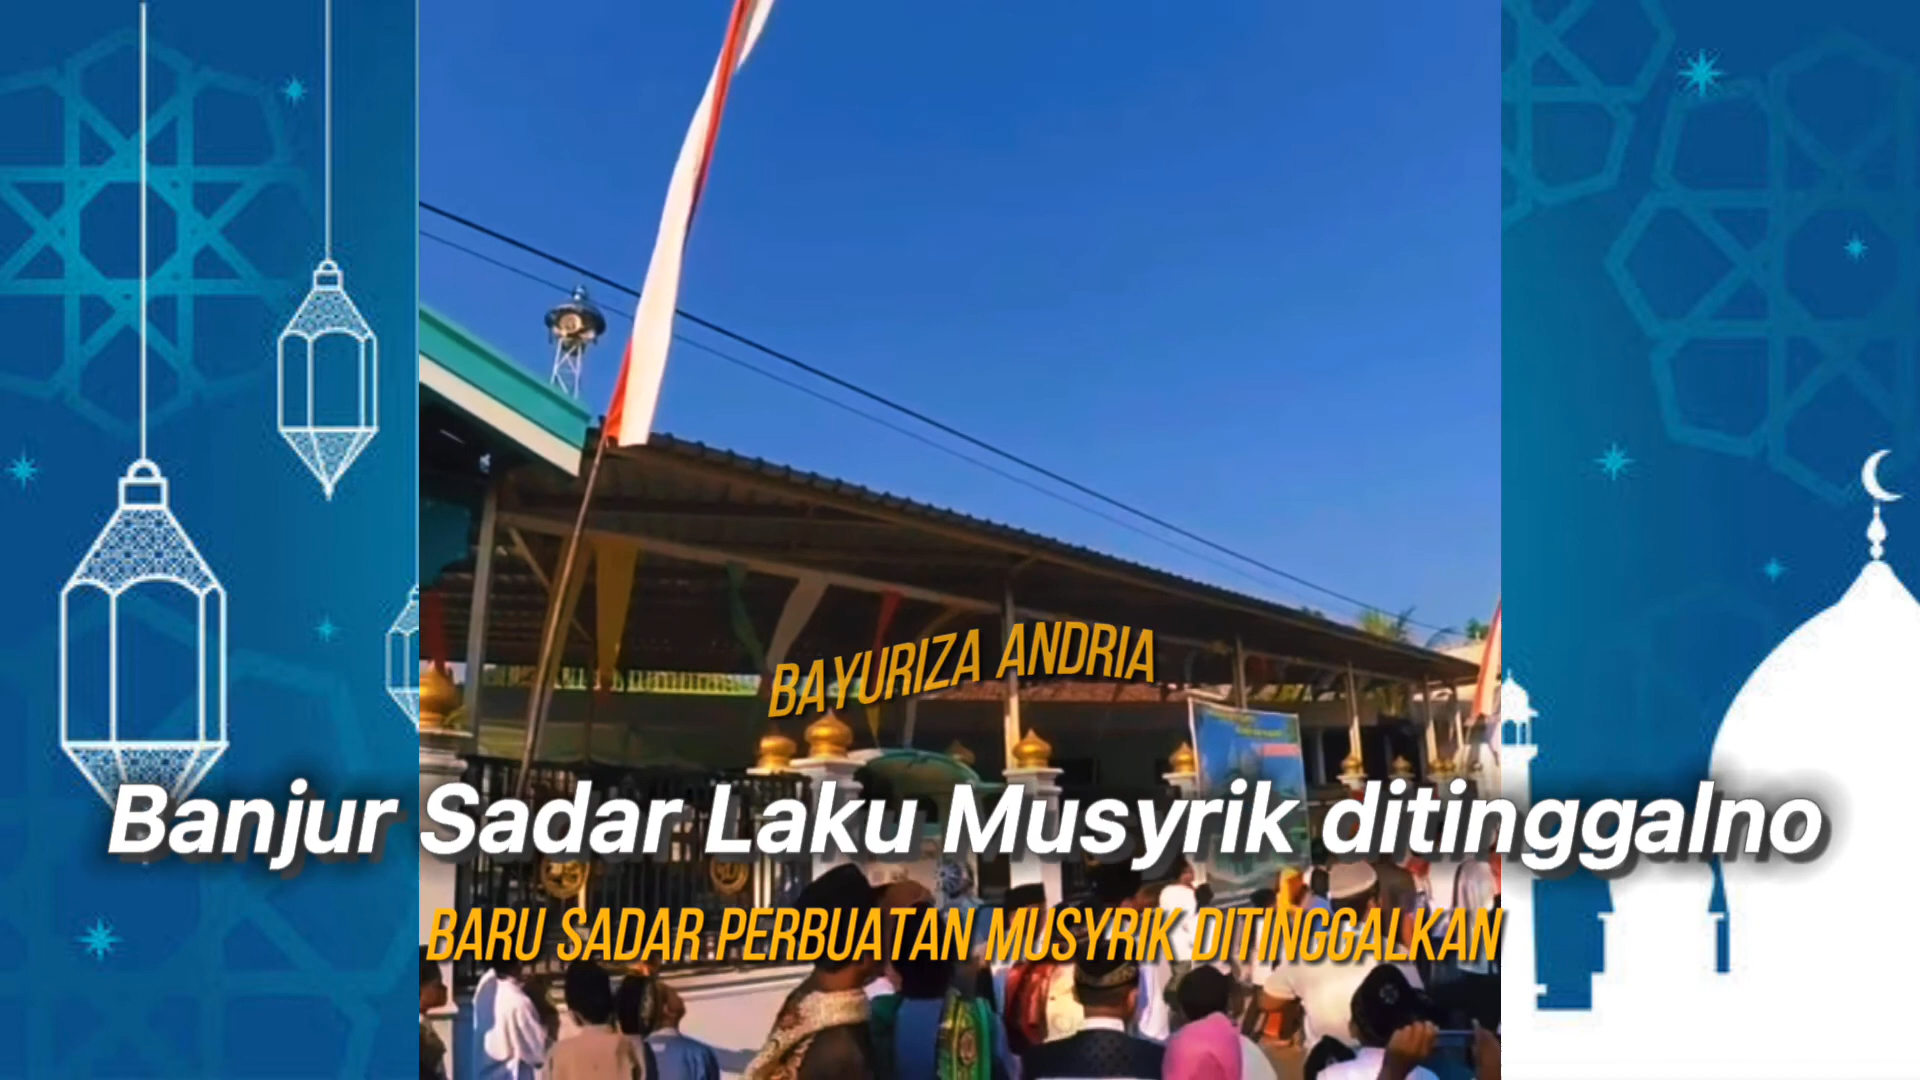 BAYURIZA ANDRIA
Banjur Sadar Laku Musyrik ditinggalno
BARU SADAR PERBUATAN MUSYRIK DITINGGALKAN